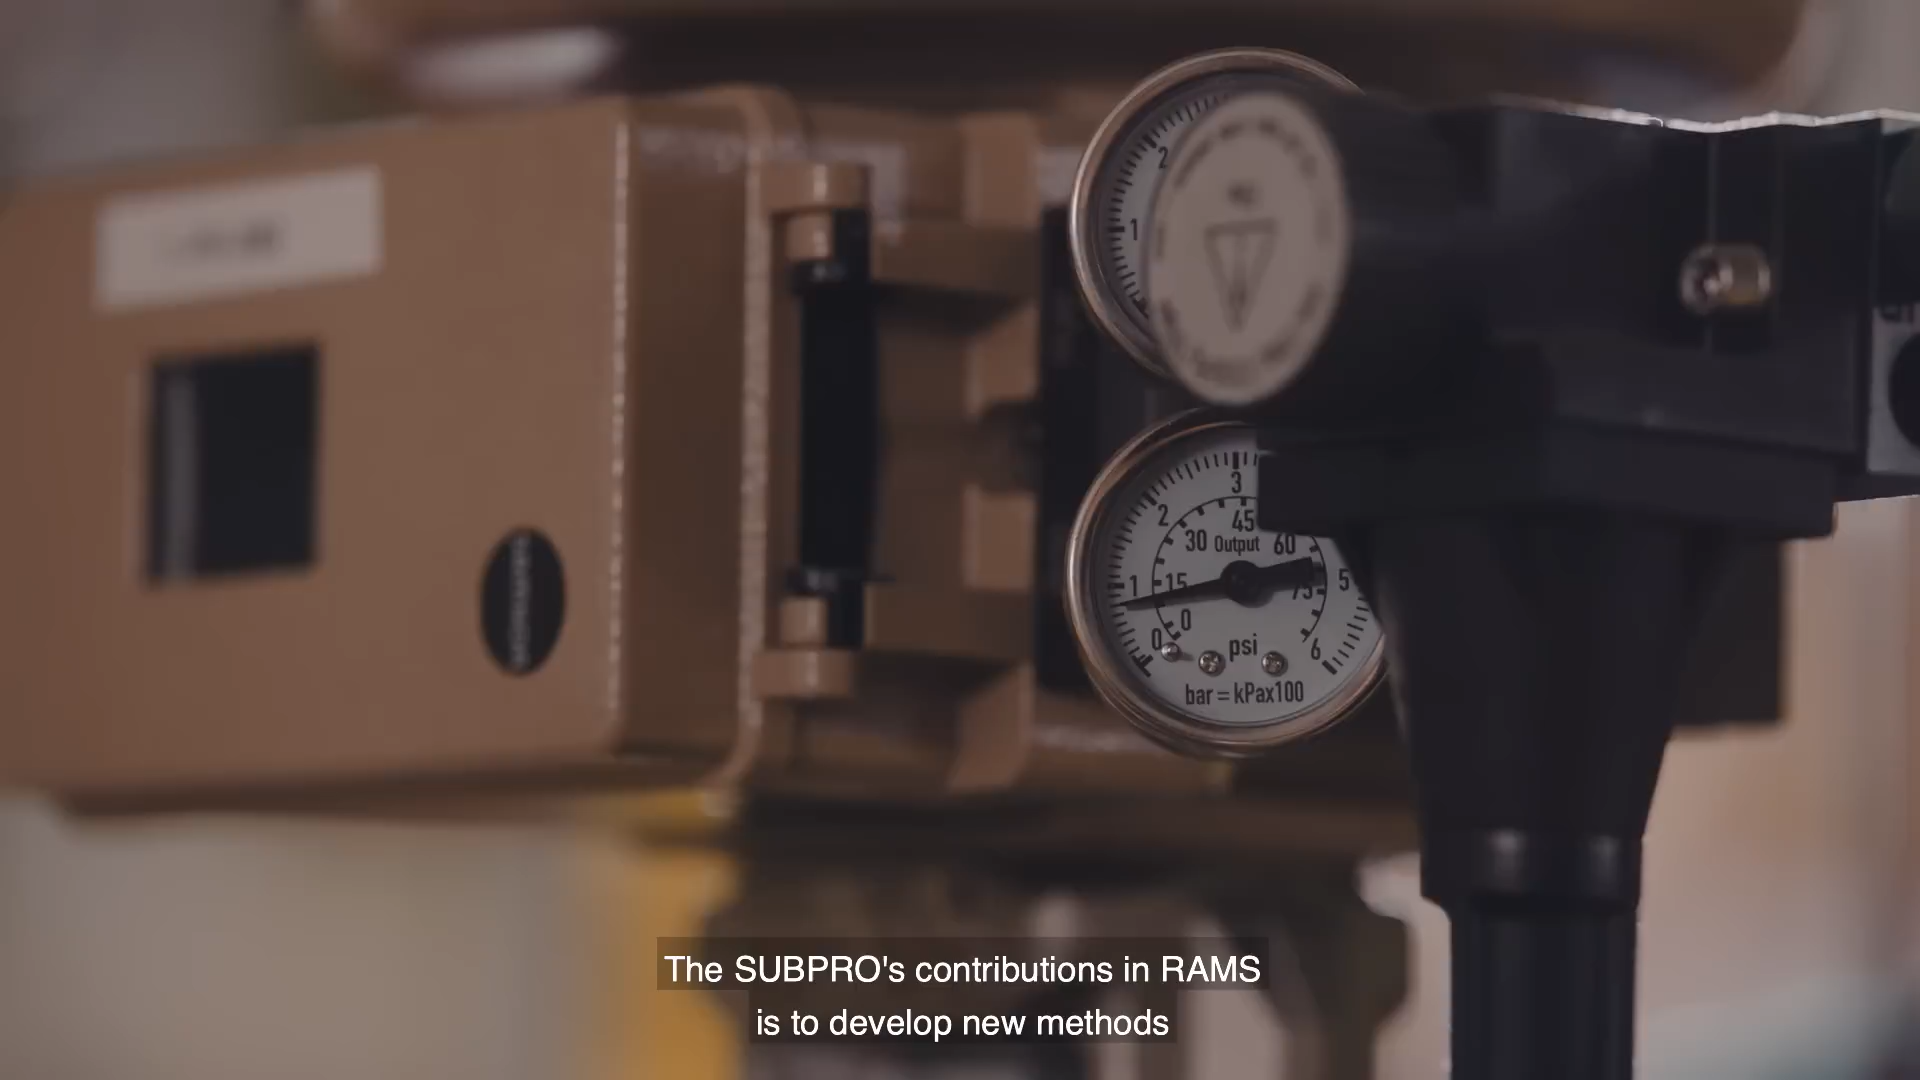 2
1
3
2
45
30
Output
60
1
15
75
5
0
0
psi
6
bar = kPax100
The SUBPRO's contributions in RAMS
is to develop new methods